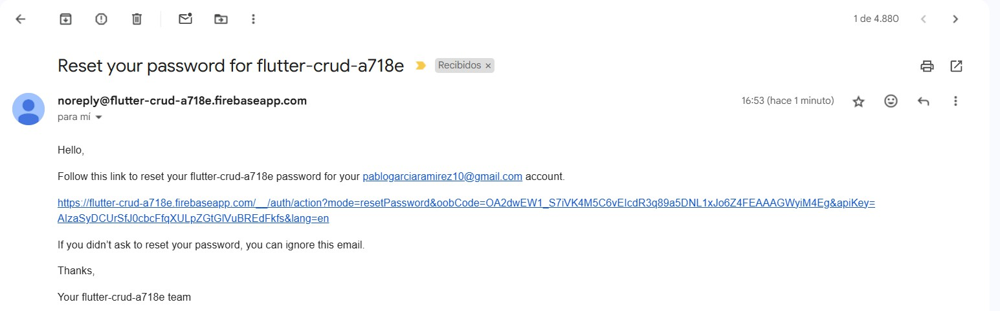 1 de 4.880
Reset your password for flutter-crud-a718e Recibidos ×
noreply@flutter-crud-a718e.firebaseapp.com 16:53 (hace 1 minuto)
para mí
Hello,
Follow this link to reset your flutter-crud-a718e password for your pablogarciaramirez10@gmail.com account.
https://flutter-crud-a718e.firebaseapp.com/__/auth/action?mode=resetPassword&oobCode=OA2dwEW1_S7iVK4M5C6vEIcdR3q89a5DNL1xJo6Z4FEAAAGWyiM4Eg&apiKey=
AIzaSyDCUrSfJ0cbcFfqXULpZGtGlVuBREdFkfs&lang=en
If you didn’t ask to reset your password, you can ignore this email.
Thanks,
Your flutter-crud-a718e team